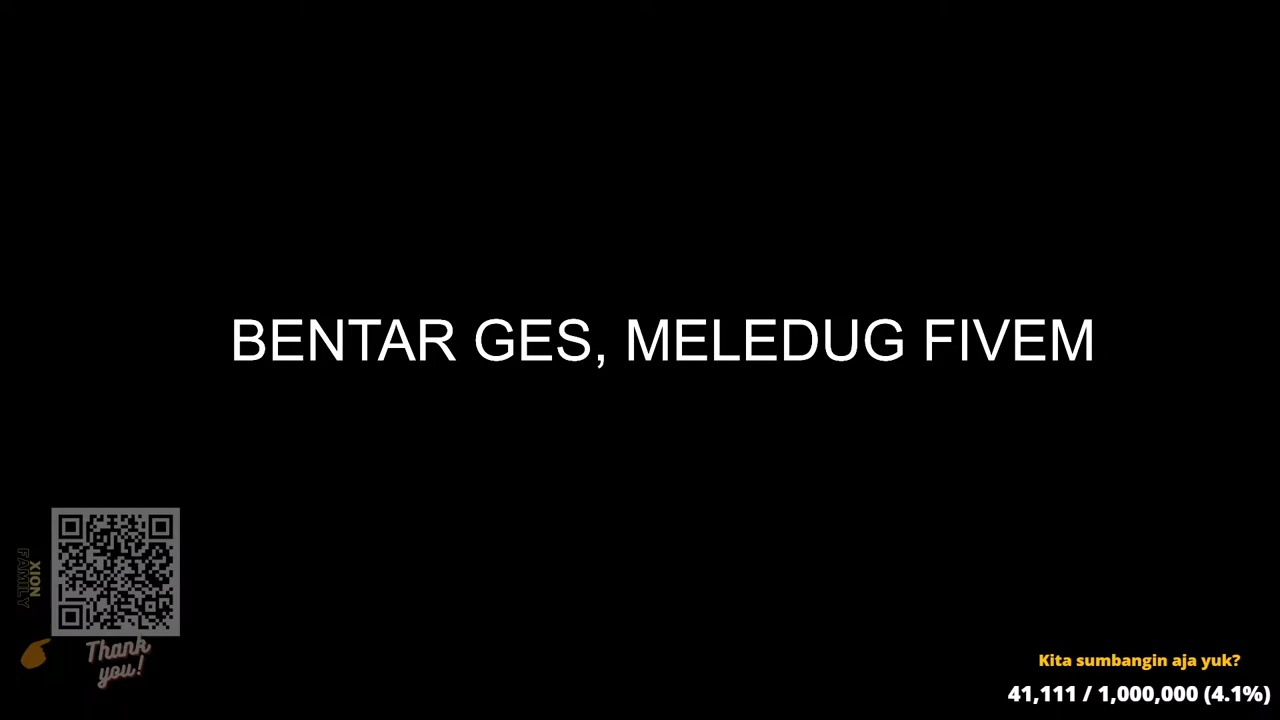 BENTAR GES, MELEDUG FIVEM
XION
FAMILY
Thank
you!
Kita sumbangin aja yuk?
41,111 / 1,000,000 (4.1%)